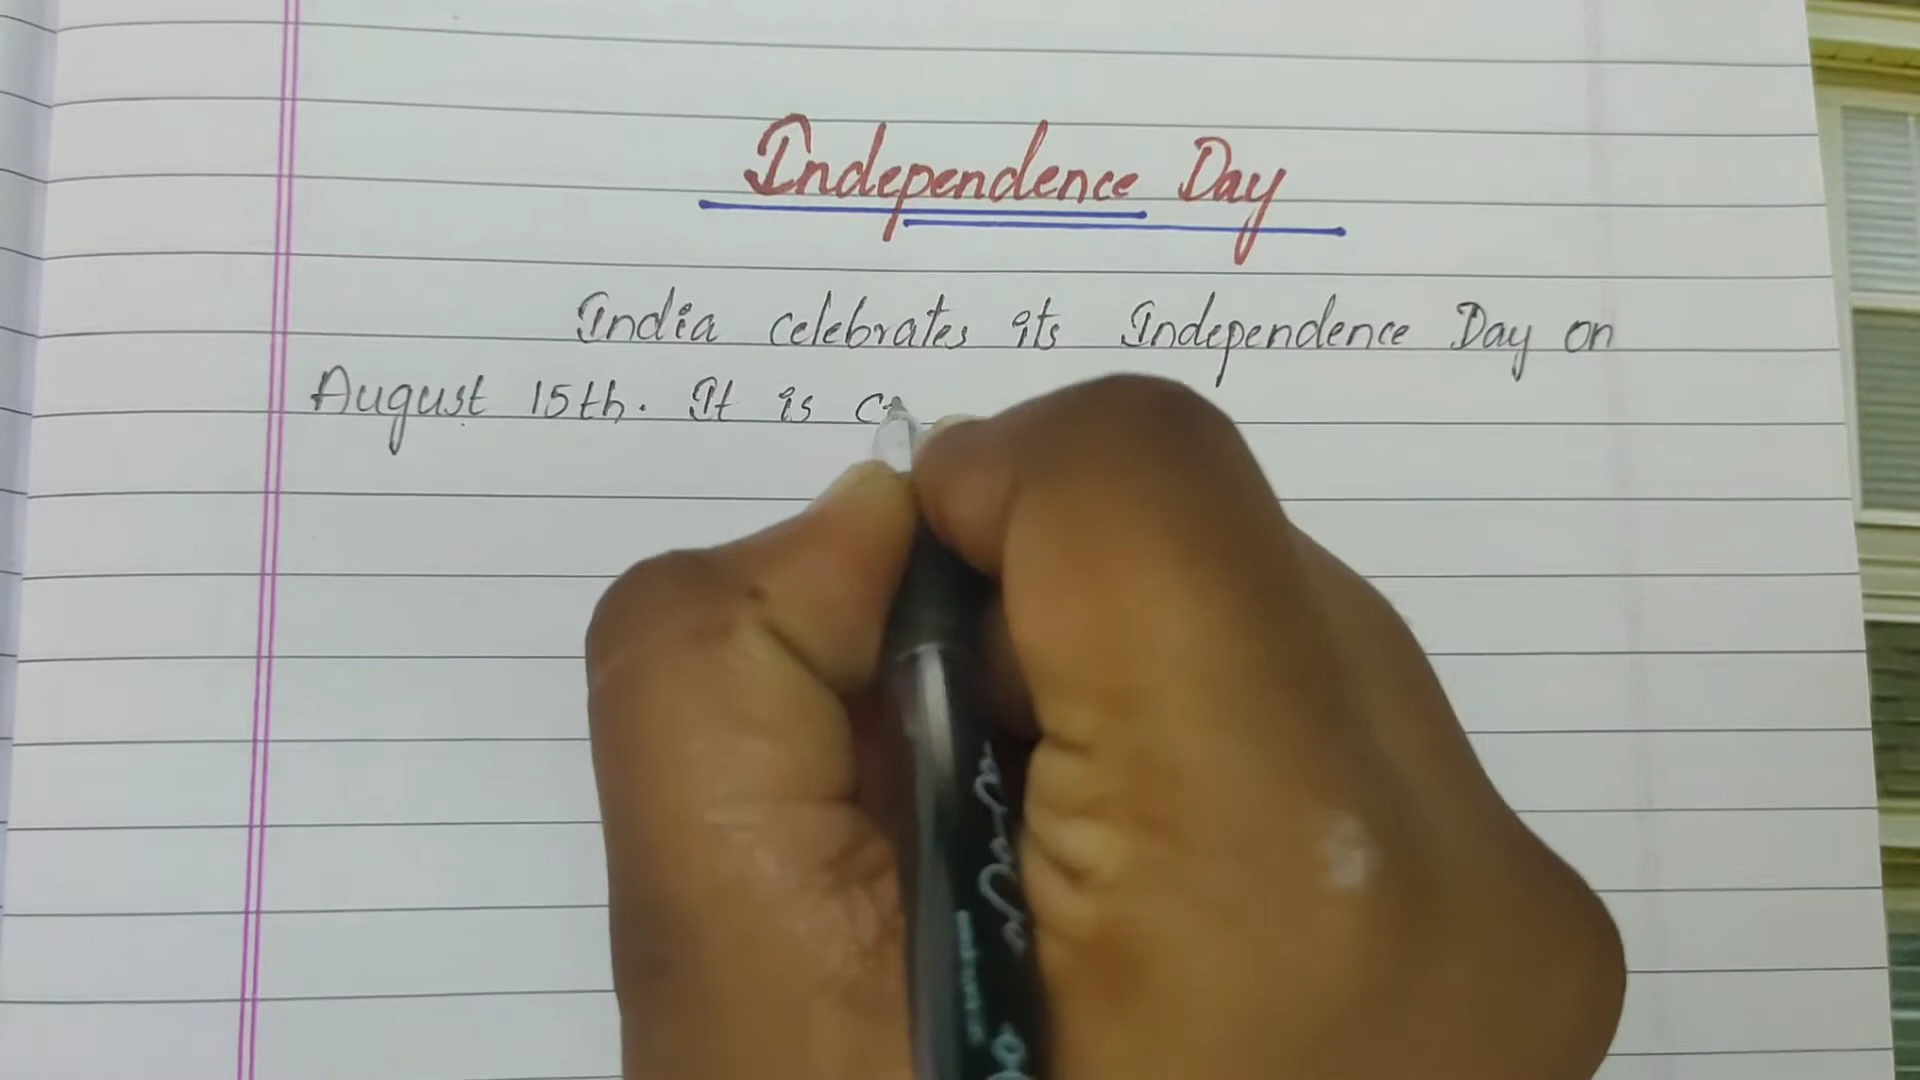 Independence Day
India celebrates its Independence Day on
August 15th. It is